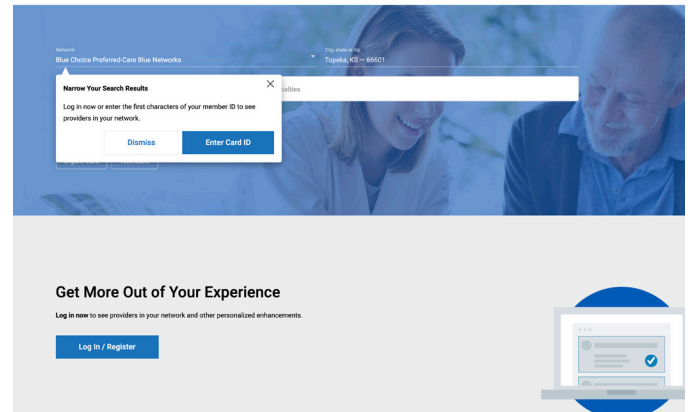 Network
Blue Choice Preferred-Care Blue Networks
City, state or zip
Topeka, KS — 66601
Narrow Your Search Results
Log in now or enter the first characters of your member ID to see
providers in your network.
Dismiss
Enter Card ID
Get More Out of Your Experience
Log in now to see providers in your network and other personalized enhancements.
Log In / Register